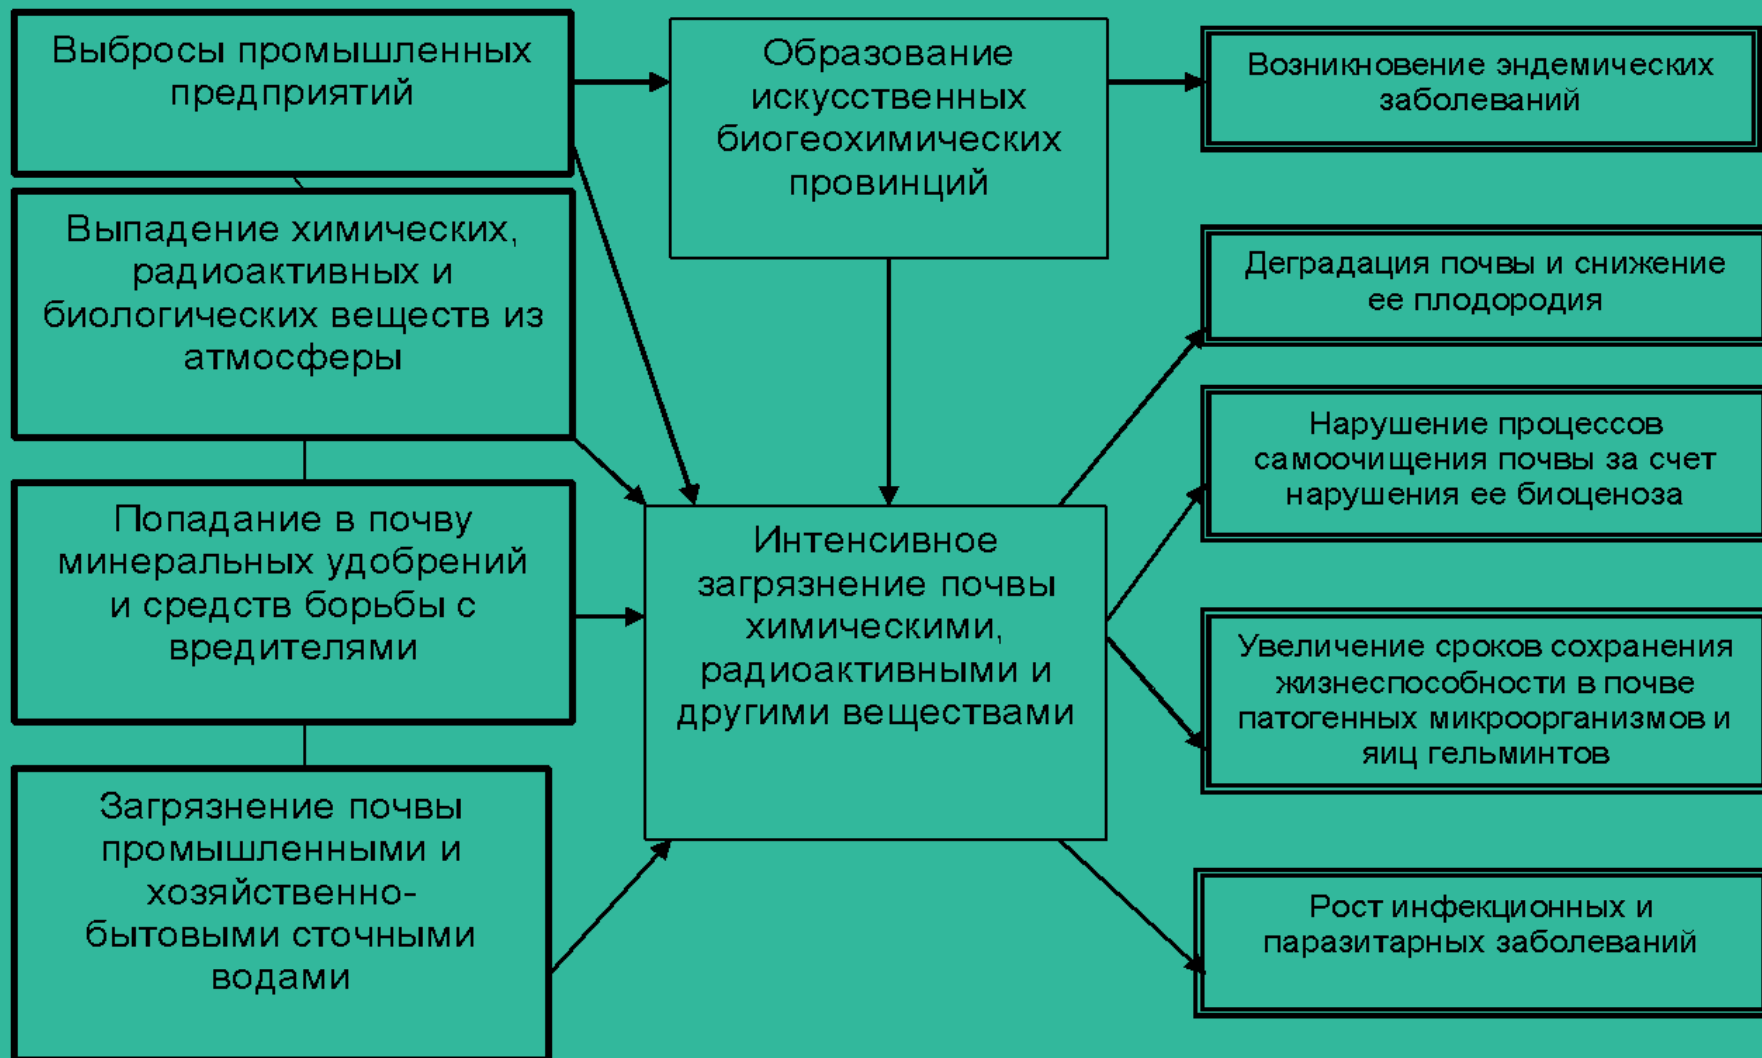 Выбросы промышленных
предприятий
Образование
искусственных
биогеохимических
провинций
Возникновение эндемических
заболеваний
Выпадение химических,
радиоактивных и
биологических веществ из
атмосферы
Деградация почвы и снижение
ее плодородия
Нарушение процессов
самоочищения почвы за счет
нарушения ее биоценоза
Попадание в почву
минеральных удобрений
и средств борьбы с
вредителями
Интенсивное
загрязнение почвы
химическими,
радиоактивными и
другими веществами
Увеличение сроков сохранения
жизнеспособности в почве
патогенных микроорганизмов и
яиц гельминтов
Загрязнение почвы
промышленными и
хозяйственно-
бытовыми сточными
водами
Рост инфекционных и
паразитарных заболеваний